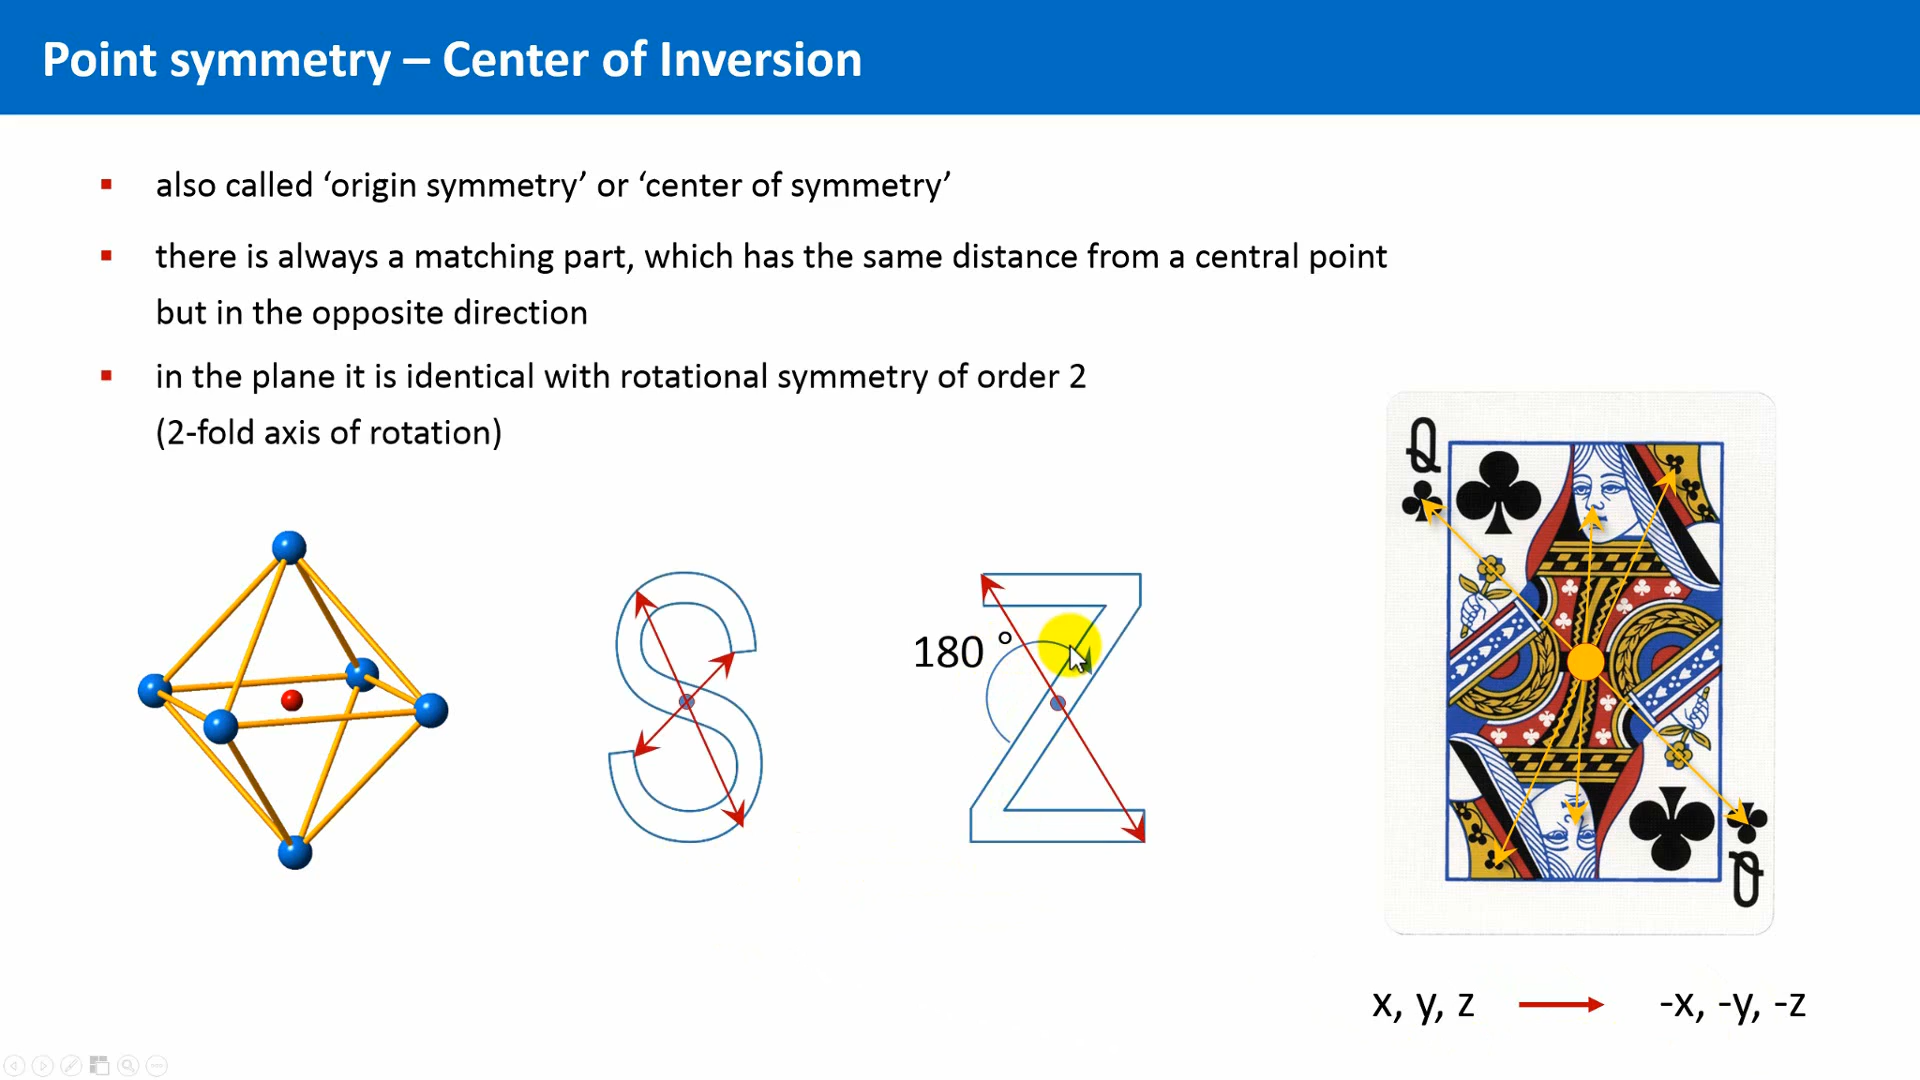 Point symmetry – Center of Inversion
also called ‘origin symmetry’ or ‘center of symmetry’
there is always a matching part, which has the same distance from a central point
but in the opposite direction
in the plane it is identical with rotational symmetry of order 2
(2-fold axis of rotation)
Q
180 °
Q
x, y, z
-x, -y, -z